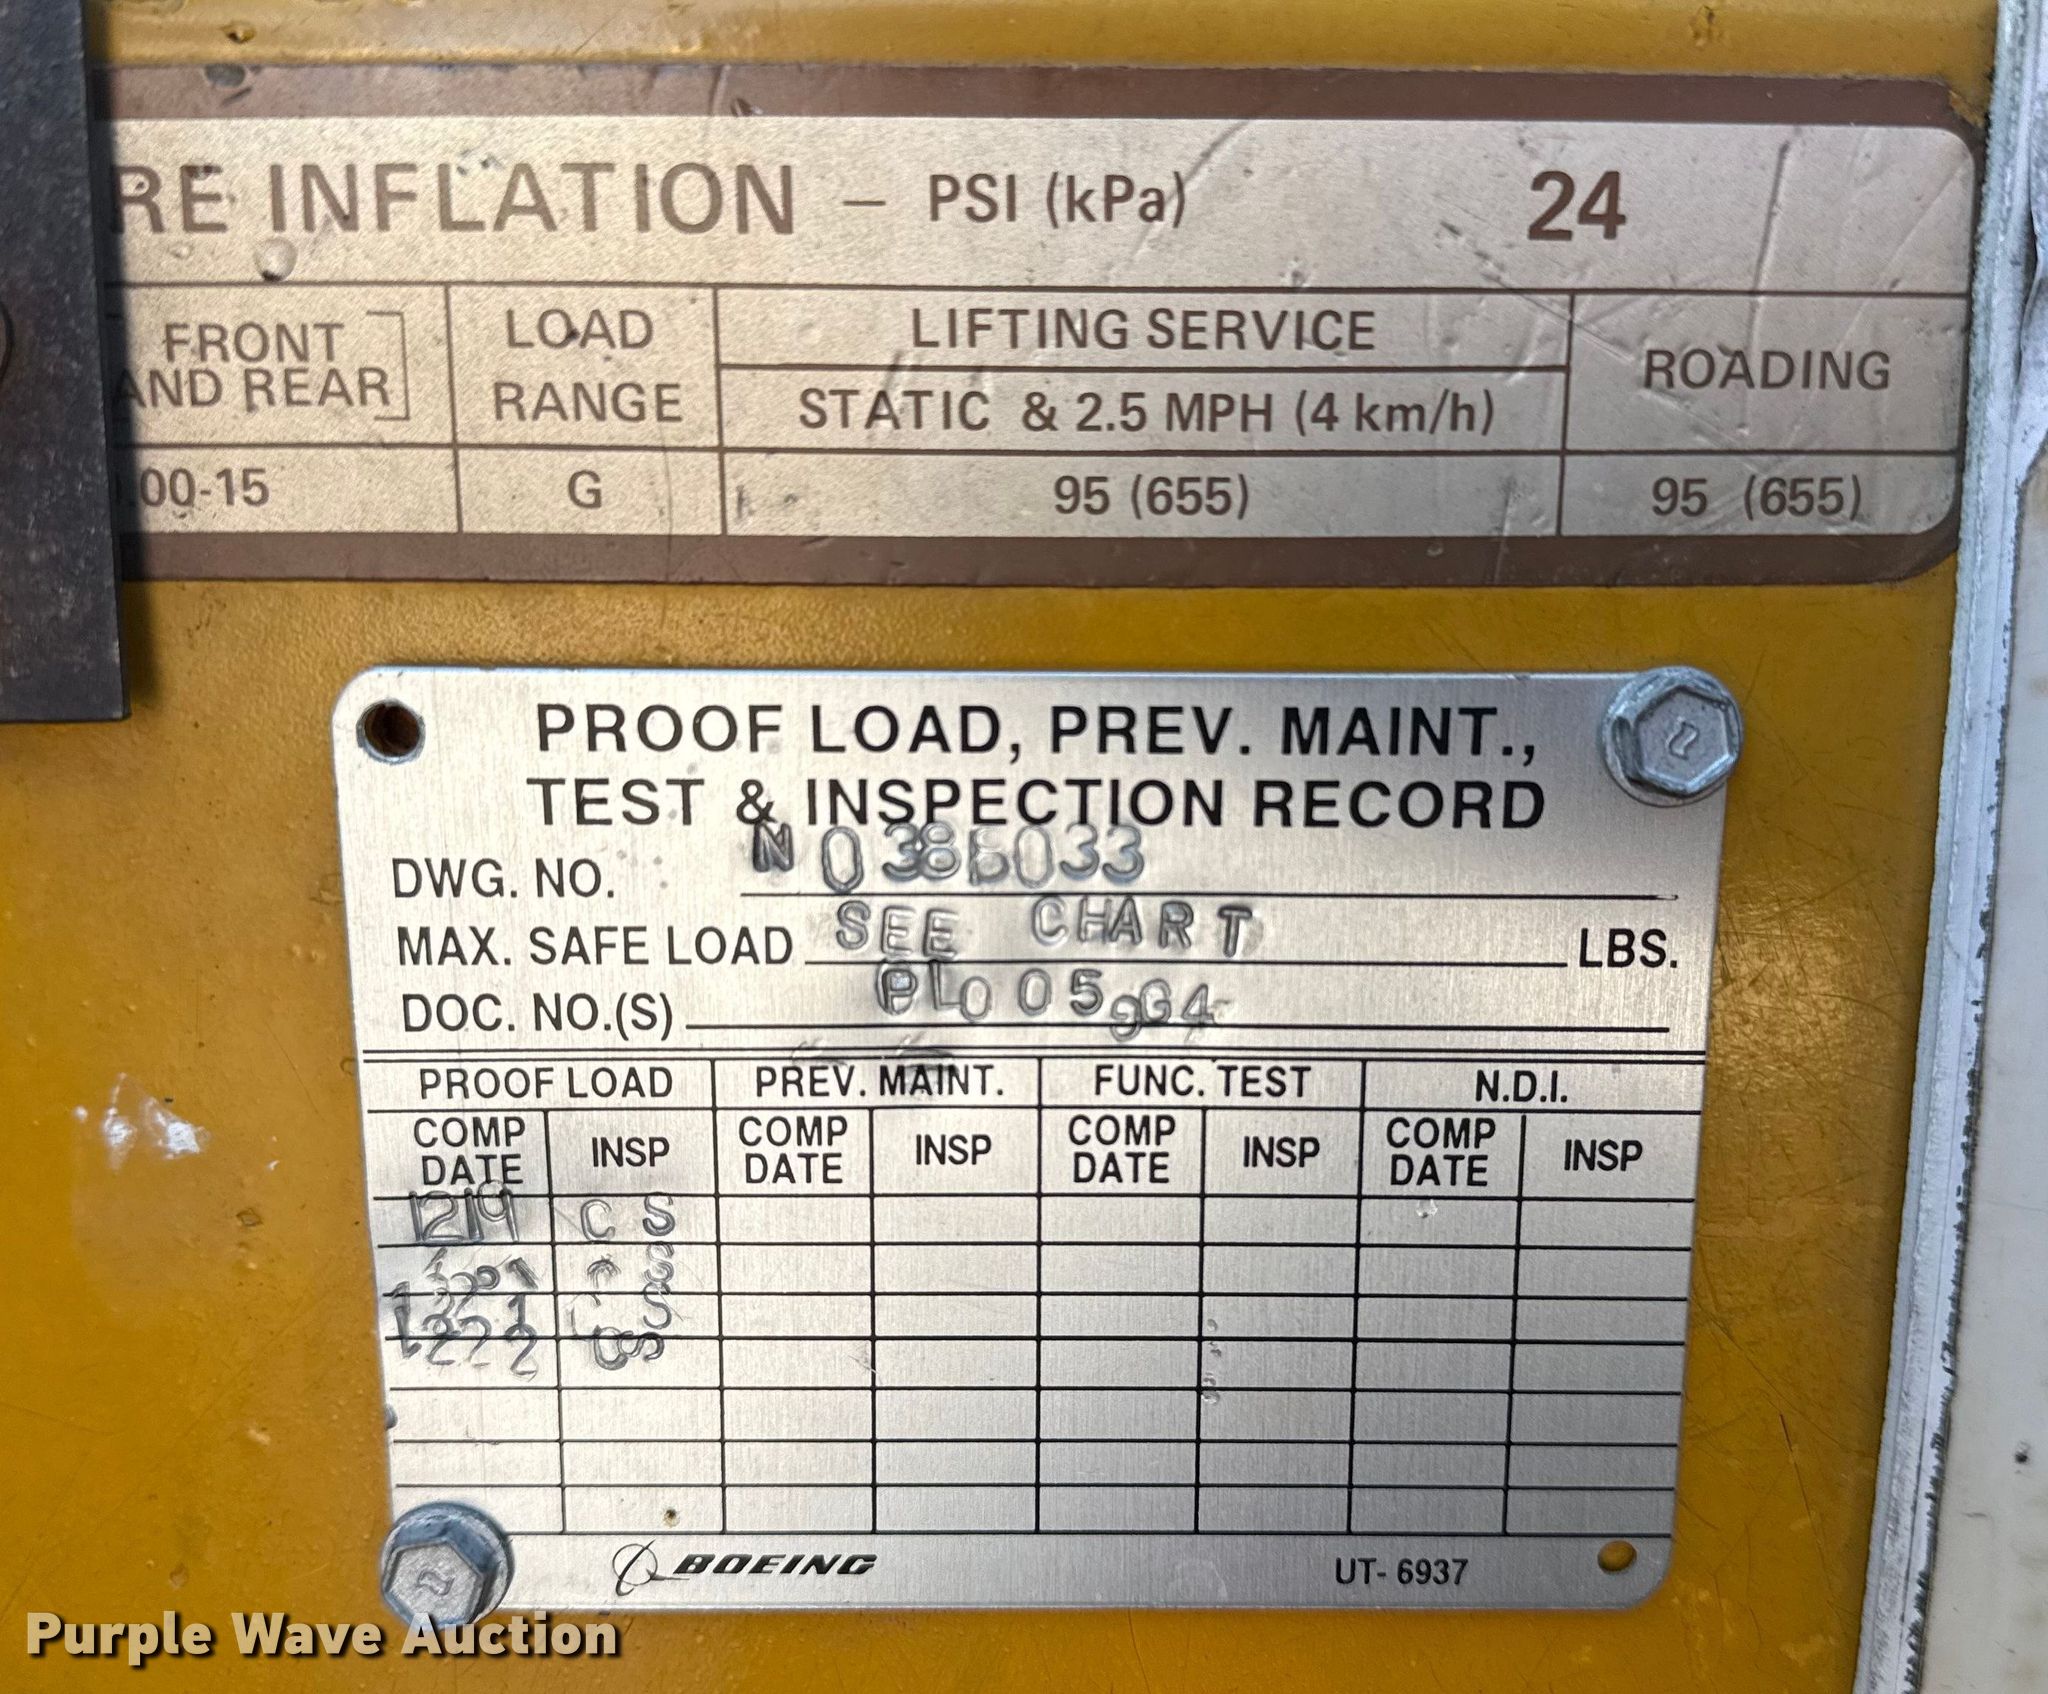 RE INFLATION – PSI (kPa) 24
FRONT AND REAR LOAD RANGE LIFTING SERVICE ROADING
STATIC & 2.5 MPH (4 km/h)
.00-15 G 95 (655) 95 (655)
PROOF LOAD, PREV. MAINT.,
TEST & INSPECTION RECORD
DWG. NO.
MAX. SAFE LOAD SEE CHART LBS.
DOC. NO.(S)
PROOF LOAD PREV. MAINT. FUNC. TEST N.D.I.
COMP DATE INSP COMP DATE INSP COMP DATE INSP COMP DATE INSP
1219 C S
1222
BOEING UT- 6937
Purple Wave Auction